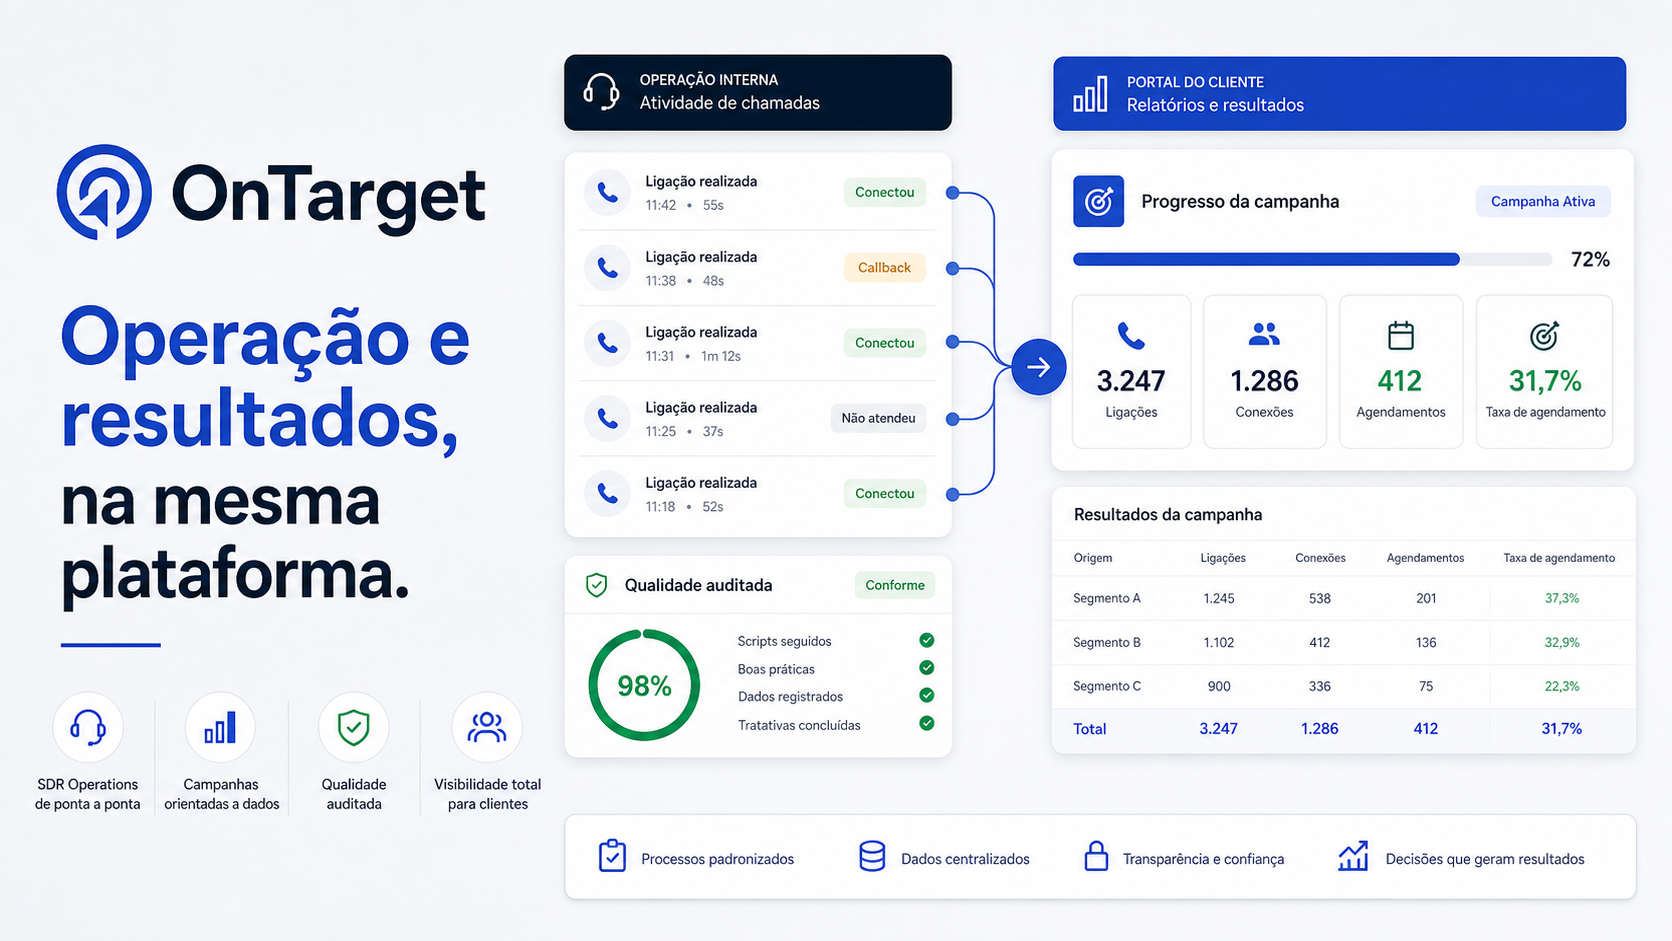 OnTarget
Operação e
resultados,
na mesma
plataforma.
SDR Operations
de ponta a ponta
Campanhas
orientadas a dados
Qualidade
auditada
Visibilidade total
para clientes
OPERAÇÃO INTERNA
Atividade de chamadas
Ligação realizada
11:42 • 55s
Conectou
Ligação realizada
11:38 • 48s
Callback
Ligação realizada
11:31 • 1m 12s
Conectou
Ligação realizada
11:25 • 37s
Não atendeu
Ligação realizada
11:18 • 52s
Conectou
Qualidade auditada
Conforme
98%
Scripts seguidos
Boas práticas
Dados registrados
Tratativas concluídas
PORTAL DO CLIENTE
Relatórios e resultados
Progresso da campanha
Campanha Ativa
72%
3.247
Ligações
1.286
Conexões
412
Agendamentos
31,7%
Taxa de agendamento
Resultados da campanha
Origem Ligações Conexões Agendamentos Taxa de agendamento
Segmento A 1.245 538 201 37,3%
Segmento B 1.102 412 136 32,9%
Segmento C 900 336 75 22,3%
Total 3.247 1.286 412 31,7%
Processos padronizados
Dados centralizados
Transparência e confiança
Decisões que geram resultados